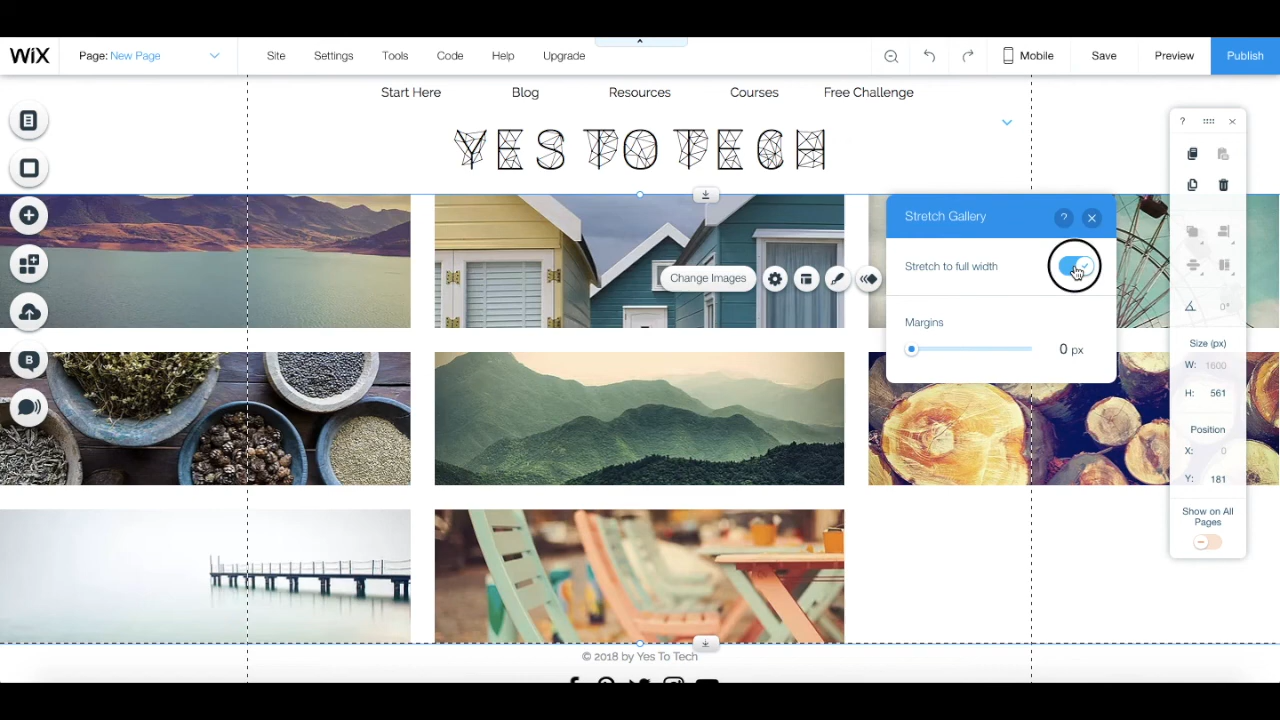 WiX Page: New Page Site Settings Tools Code Help Upgrade Mobile Save Preview Publish
Start Here Blog Resources Courses Free Challenge
YES TO TECH
Stretch Gallery ?
Stretch to full width
Change Images
Margins
0 px
?
0°
Size (px)
W: 1600
H: 561
Position
X: 0
Y: 181
Show on All
Pages
B
© 2018 by Yes To Tech